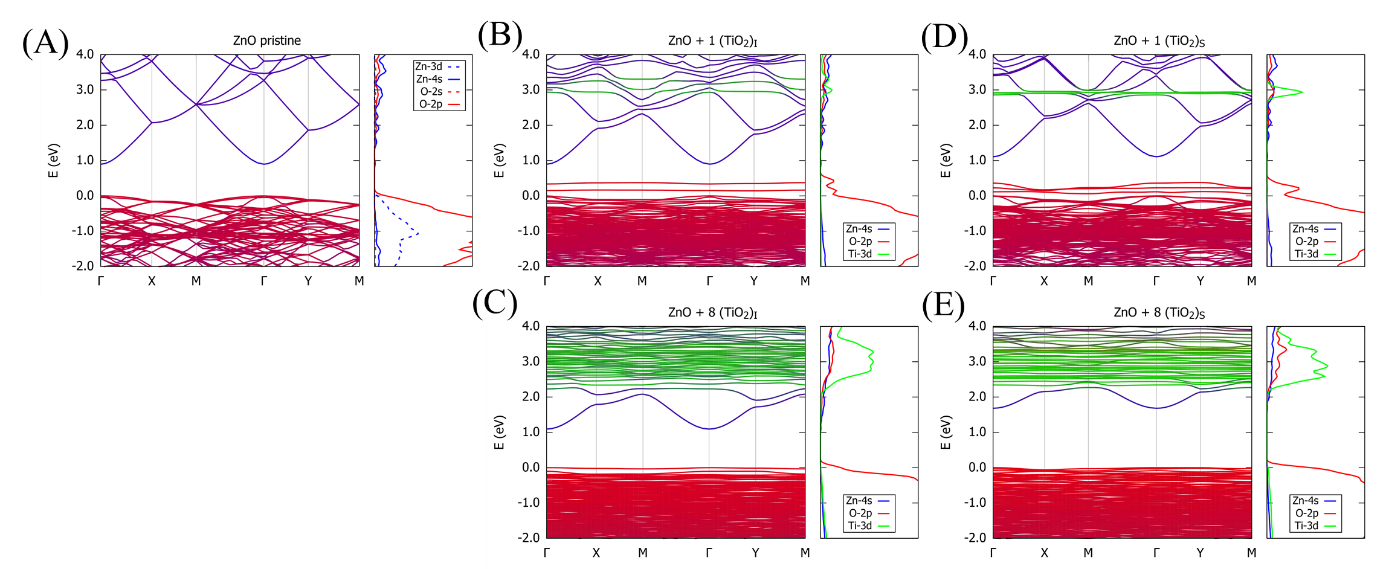 (A)
ZnO pristine
4.0
3.0
2.0
1.0
0.0
-1.0
-2.0
E (eV)
Γ X M Γ Y M
Zn-3d
Zn-4s
O-2s
O-2p
(B)
ZnO + 1 (TiO2)I
4.0
3.0
2.0
1.0
0.0
-1.0
-2.0
E (eV)
Γ X M Γ Y M
Zn-4s
O-2p
Ti-3d
(D)
ZnO + 1 (TiO2)S
4.0
3.0
2.0
1.0
0.0
-1.0
-2.0
E (eV)
Γ X M Γ Y M
Zn-4s
O-2p
Ti-3d
(C)
ZnO + 8 (TiO2)I
4.0
3.0
2.0
1.0
0.0
-1.0
-2.0
E (eV)
Γ X M Γ Y M
Zn-4s
O-2p
Ti-3d
(E)
ZnO + 8 (TiO2)S
4.0
3.0
2.0
1.0
0.0
-1.0
-2.0
E (eV)
Γ X M Γ Y M
Zn-4s
O-2p
Ti-3d